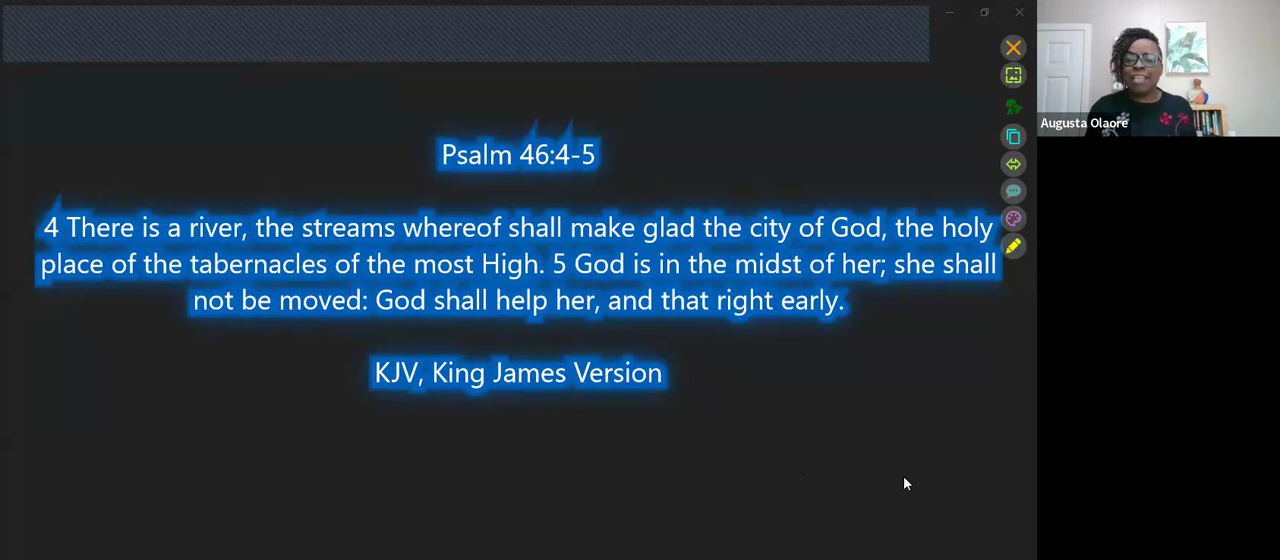 Psalm 46:4-5
4 There is a river, the streams whereof shall make glad the city of God, the holy
place of the tabernacles of the most High. 5 God is in the midst of her; she shall
not be moved: God shall help her, and that right early.
KJV, King James Version
Augusta Olaore